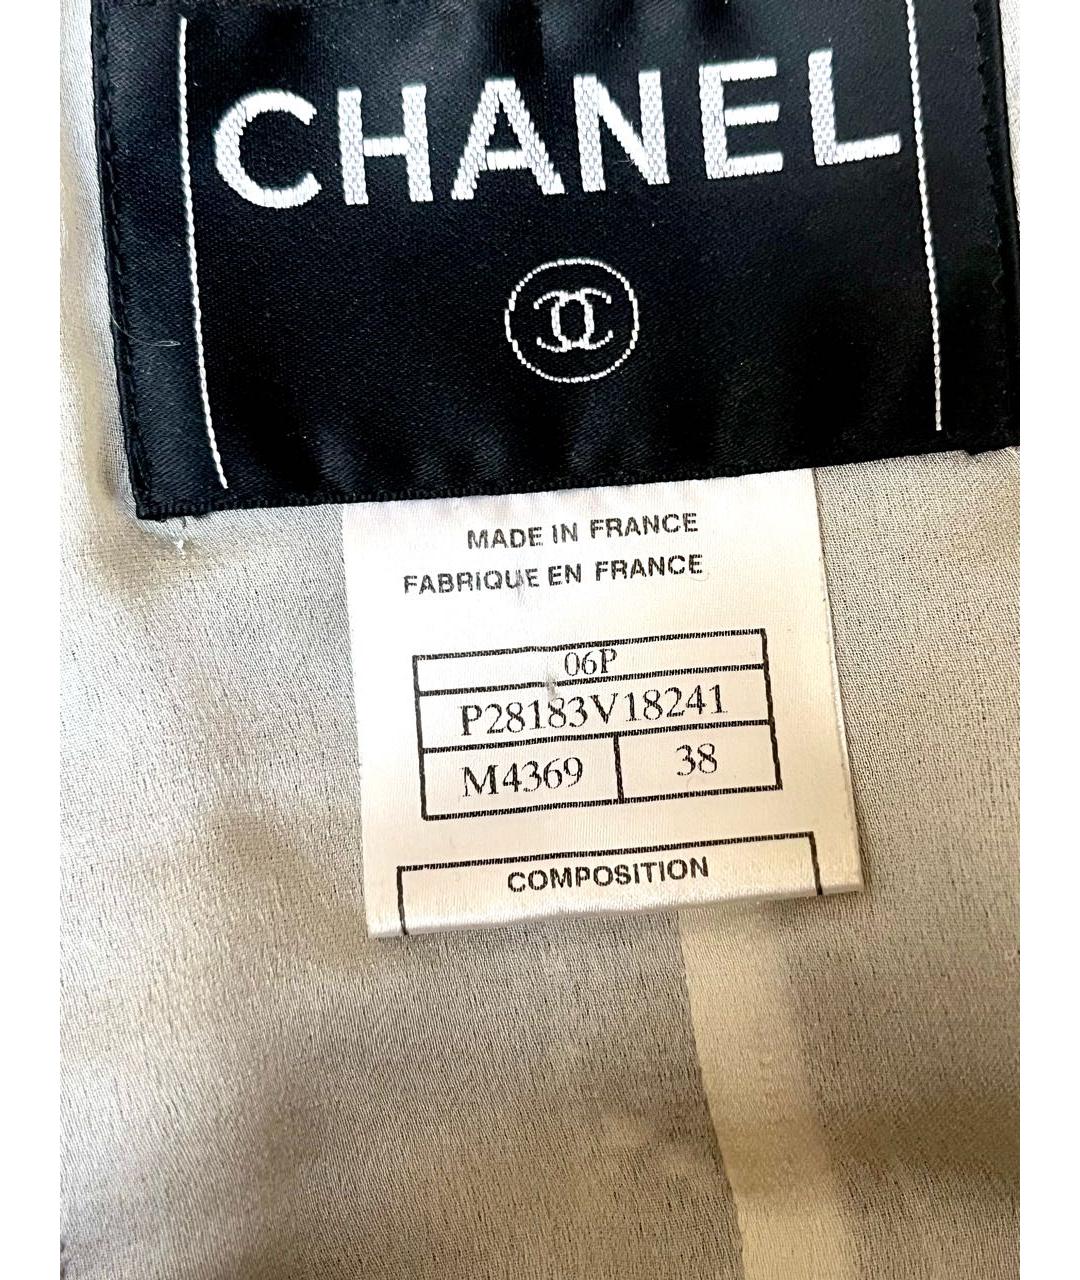 CHANEL
MADE IN FRANCE
FABRIQUE EN FRANCE
06P
P28183V18241
M4369 38
COMPOSITION